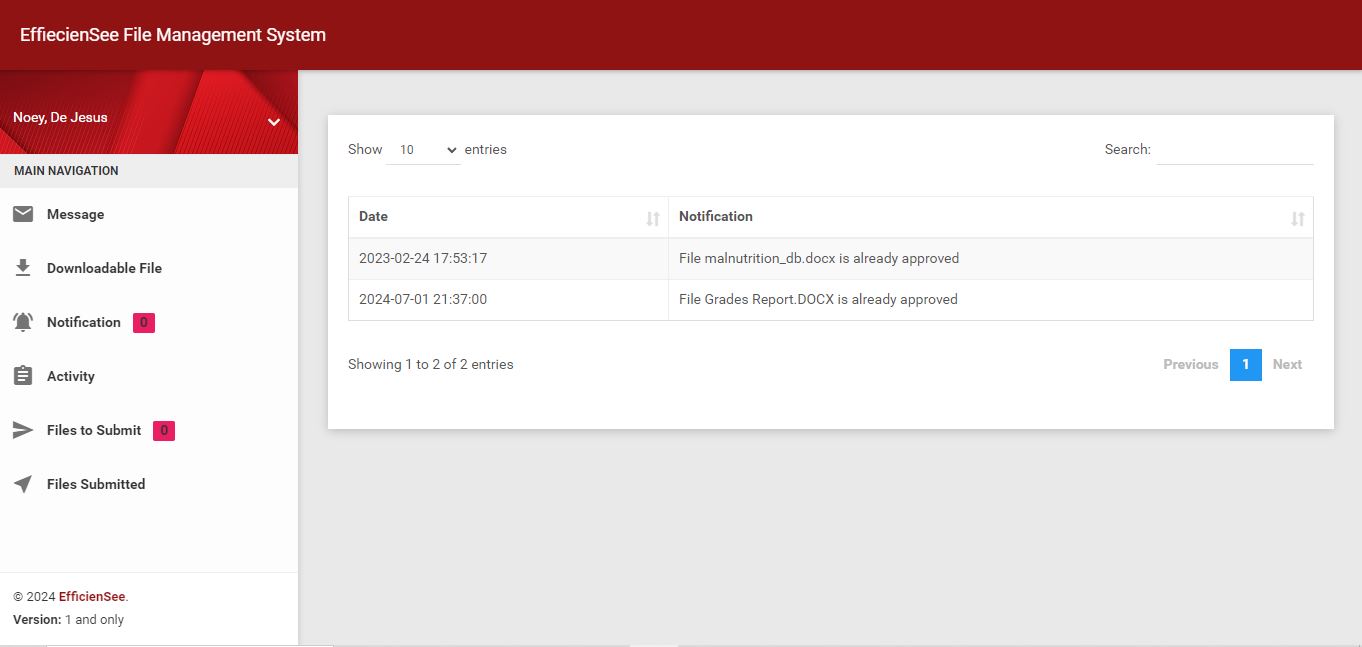 EffiecienSee File Management System
Noey, De Jesus
MAIN NAVIGATION
Message
Downloadable File
Notification 0
Activity
Files to Submit 0
Files Submitted
© 2024 EfficienSee.
Version: 1 and only
Show 10 entries Search:
Date Notification
2023-02-24 17:53:17 File malnutrition_db.docx is already approved
2024-07-01 21:37:00 File Grades Report.DOCX is already approved
Showing 1 to 2 of 2 entries Previous 1 Next